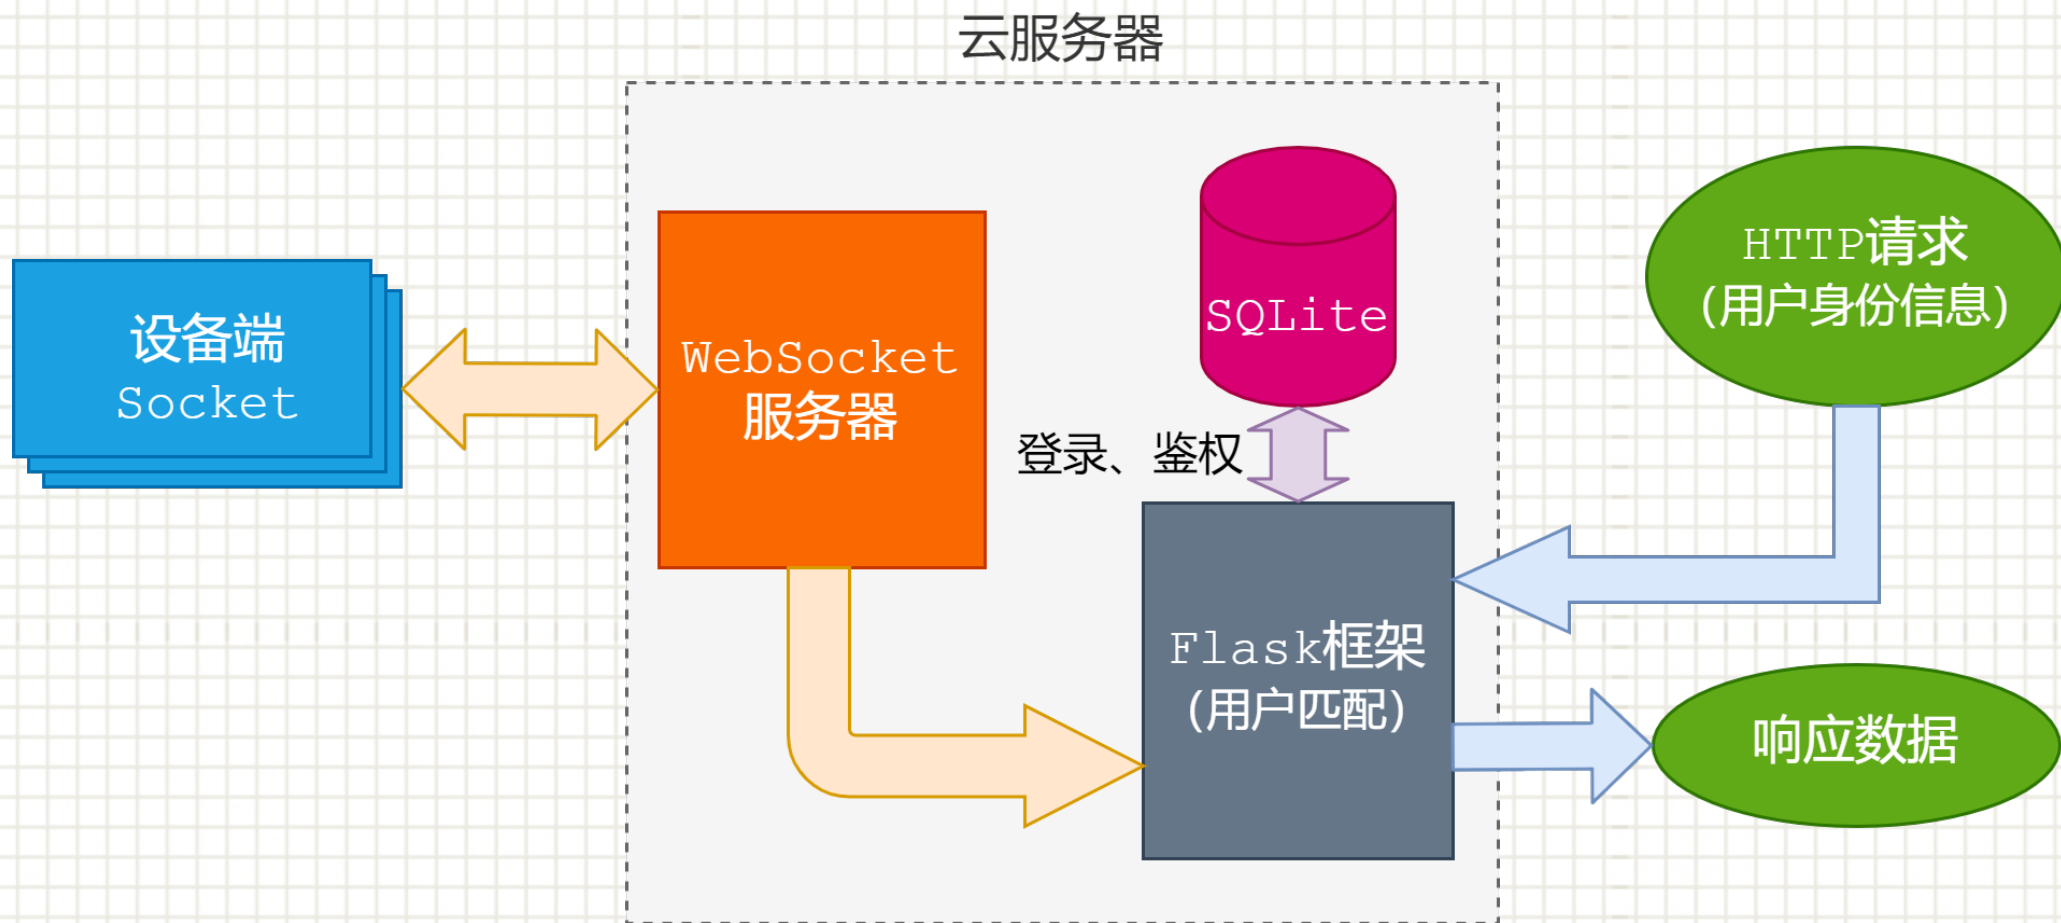 云服务器
设备端
Socket
WebSocket
服务器
SQLite
登录、鉴权
Flask框架
(用户匹配)
HTTP请求
(用户身份信息)
响应数据